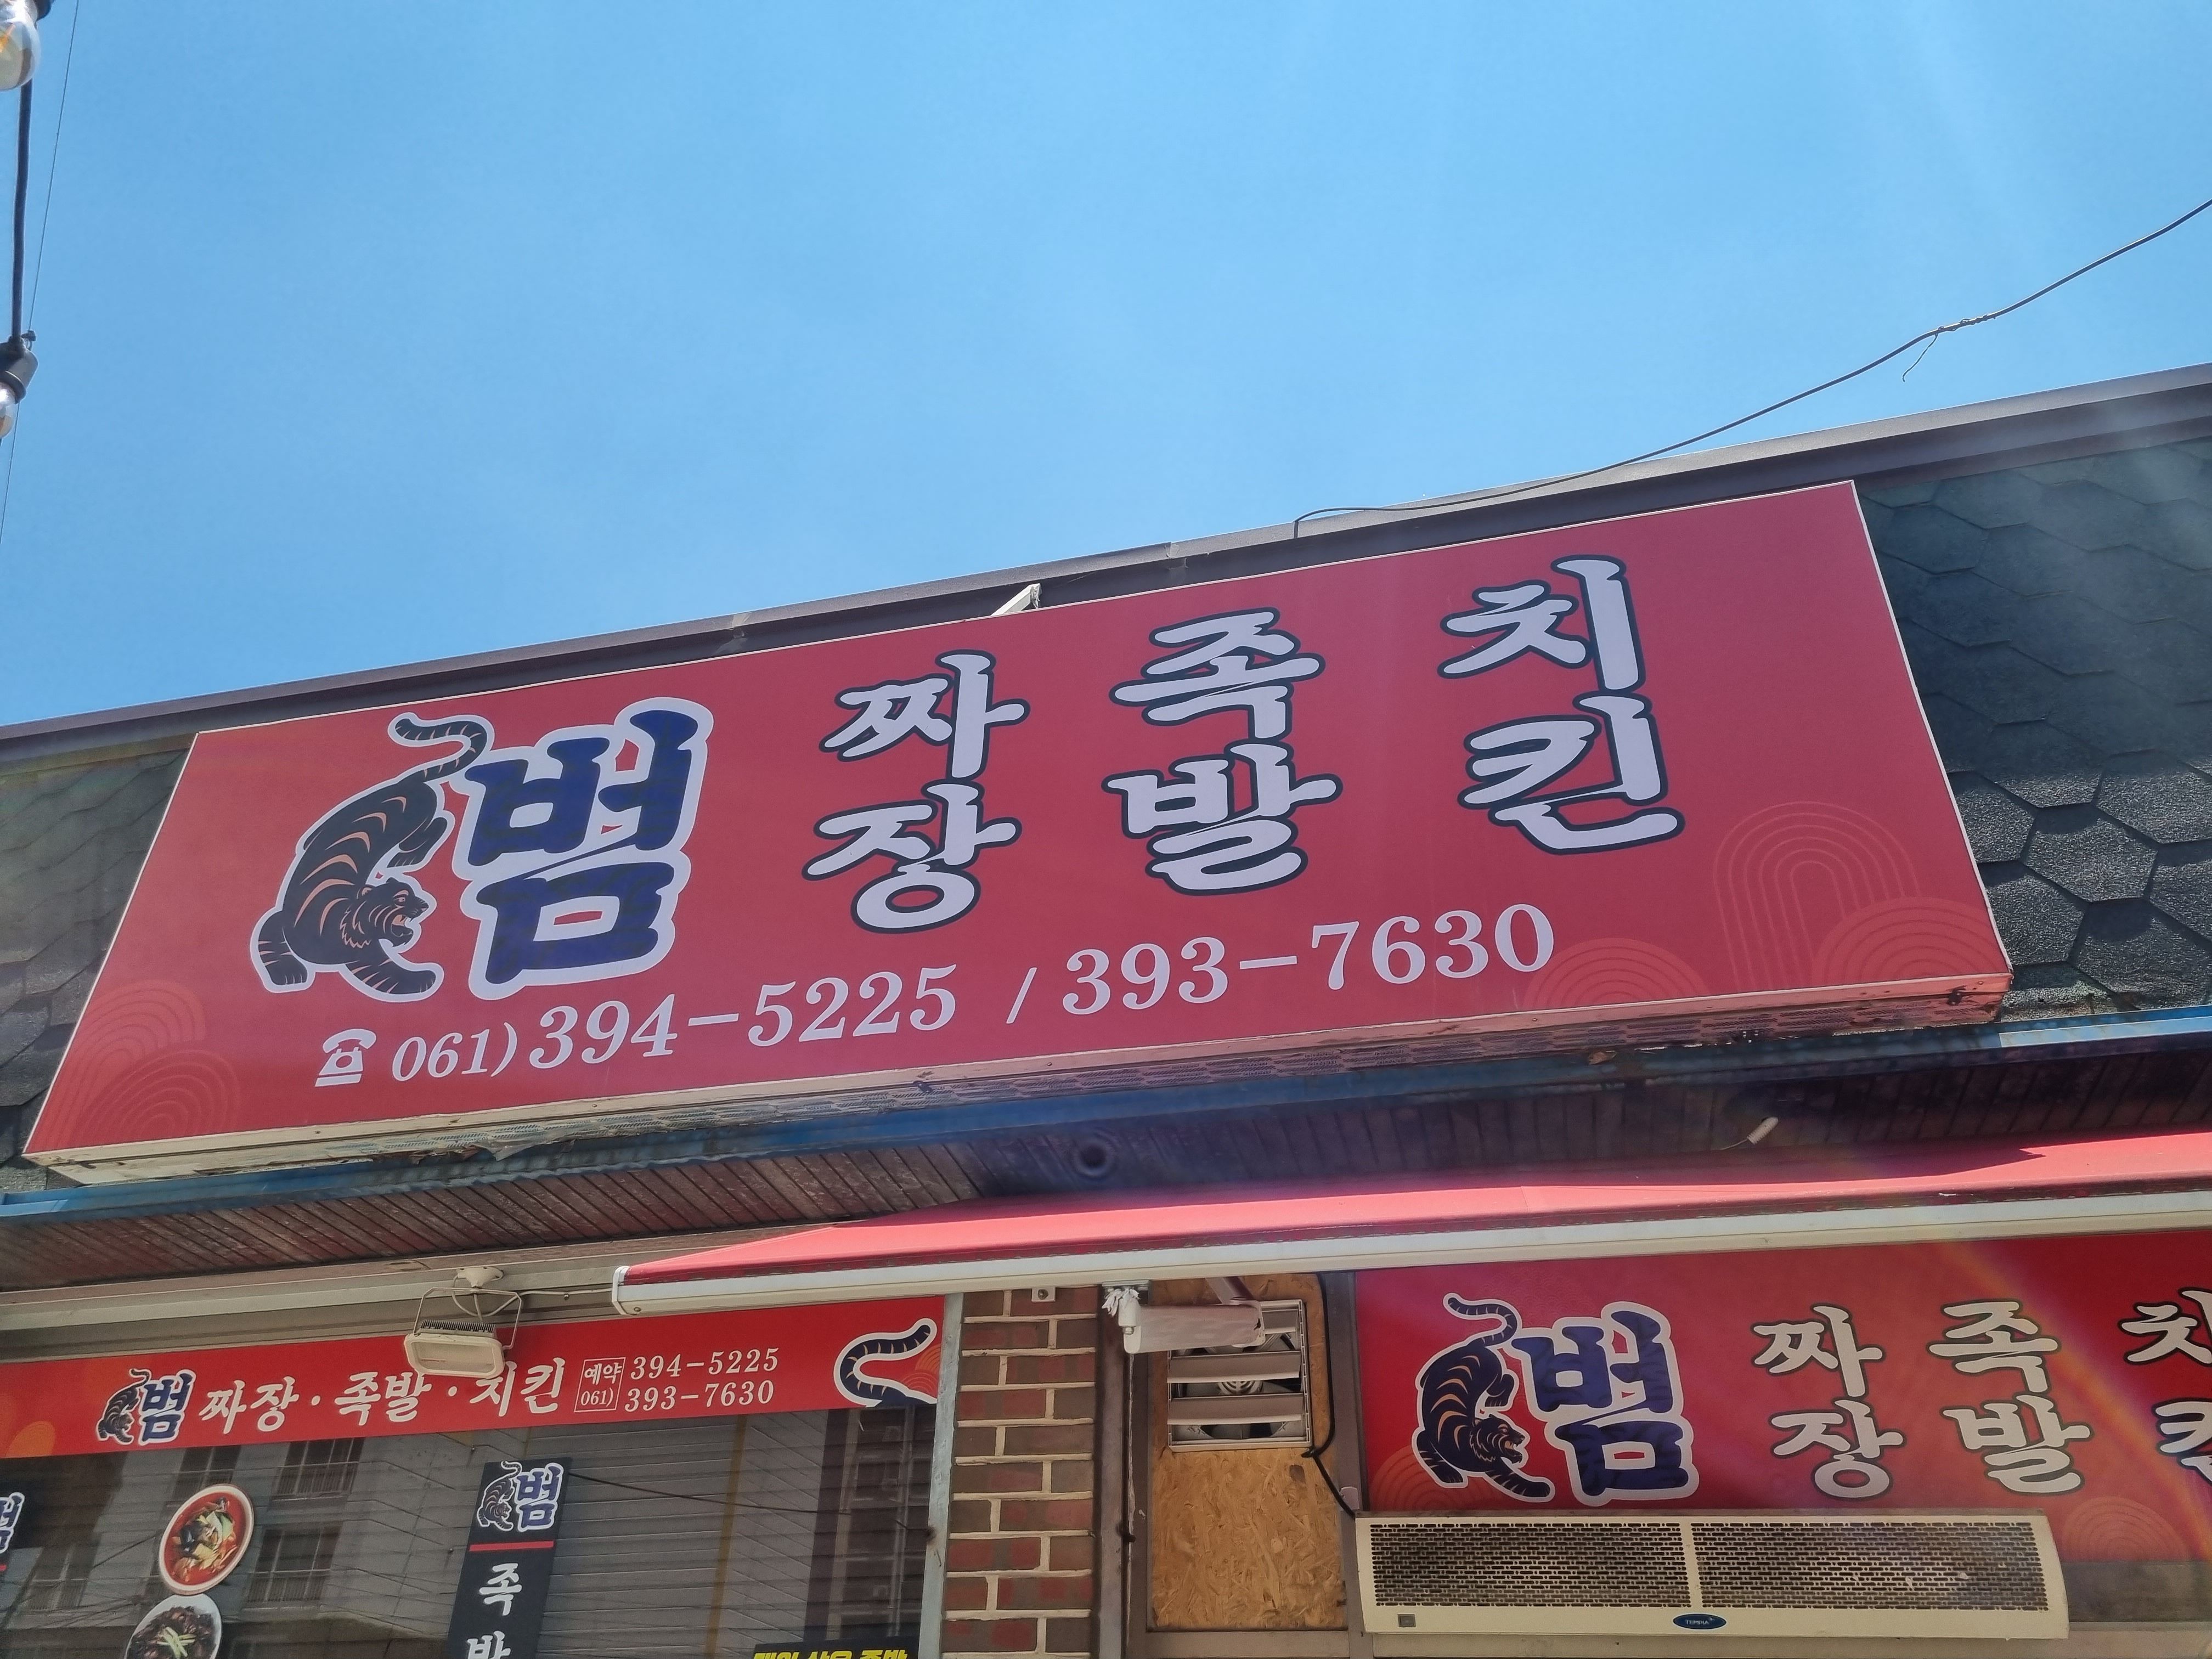 범 짜장 족발 치킨
061)394-5225 / 393-7630
범 짜장·족발·치킨 예약 061) 394-5225
393-7630
범 짜장 족발
범
족
TEMPIA